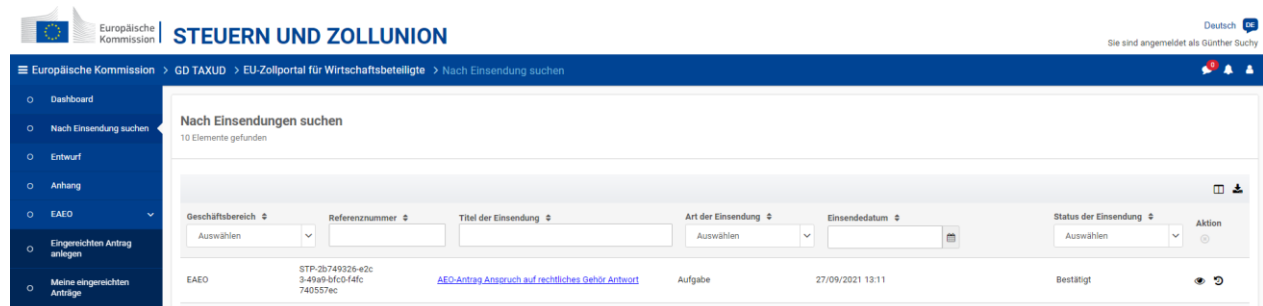 Europäische
Kommission
STEUERN UND ZOLLUNION
Deutsch DE
Sie sind angemeldet als Günther Suchy
Europäische Kommission > GD TAXUD > EU-Zollportal für Wirtschaftsbeteiligte > Nach Einsendung suchen
0
Dashboard
Nach Einsendung suchen
Entwurf
Anhang
EAEO
Eingereichten Antrag
anlegen
Meine eingereichten
Anträge
Nach Einsendungen suchen
10 Elemente gefunden
Geschäftsbereich Referenznummer Titel der Einsendung Art der Einsendung Einsendedatum Status der Einsendung Aktion
Auswählen Auswählen Auswählen
EAEO
STP-2b749326-e2c
3-49a9-bfc0-f4fc
740557ec
AEO-Antrag Anspruch auf rechtliches Gehör Antwort
Aufgabe
27/09/2021 13:11
Bestätigt